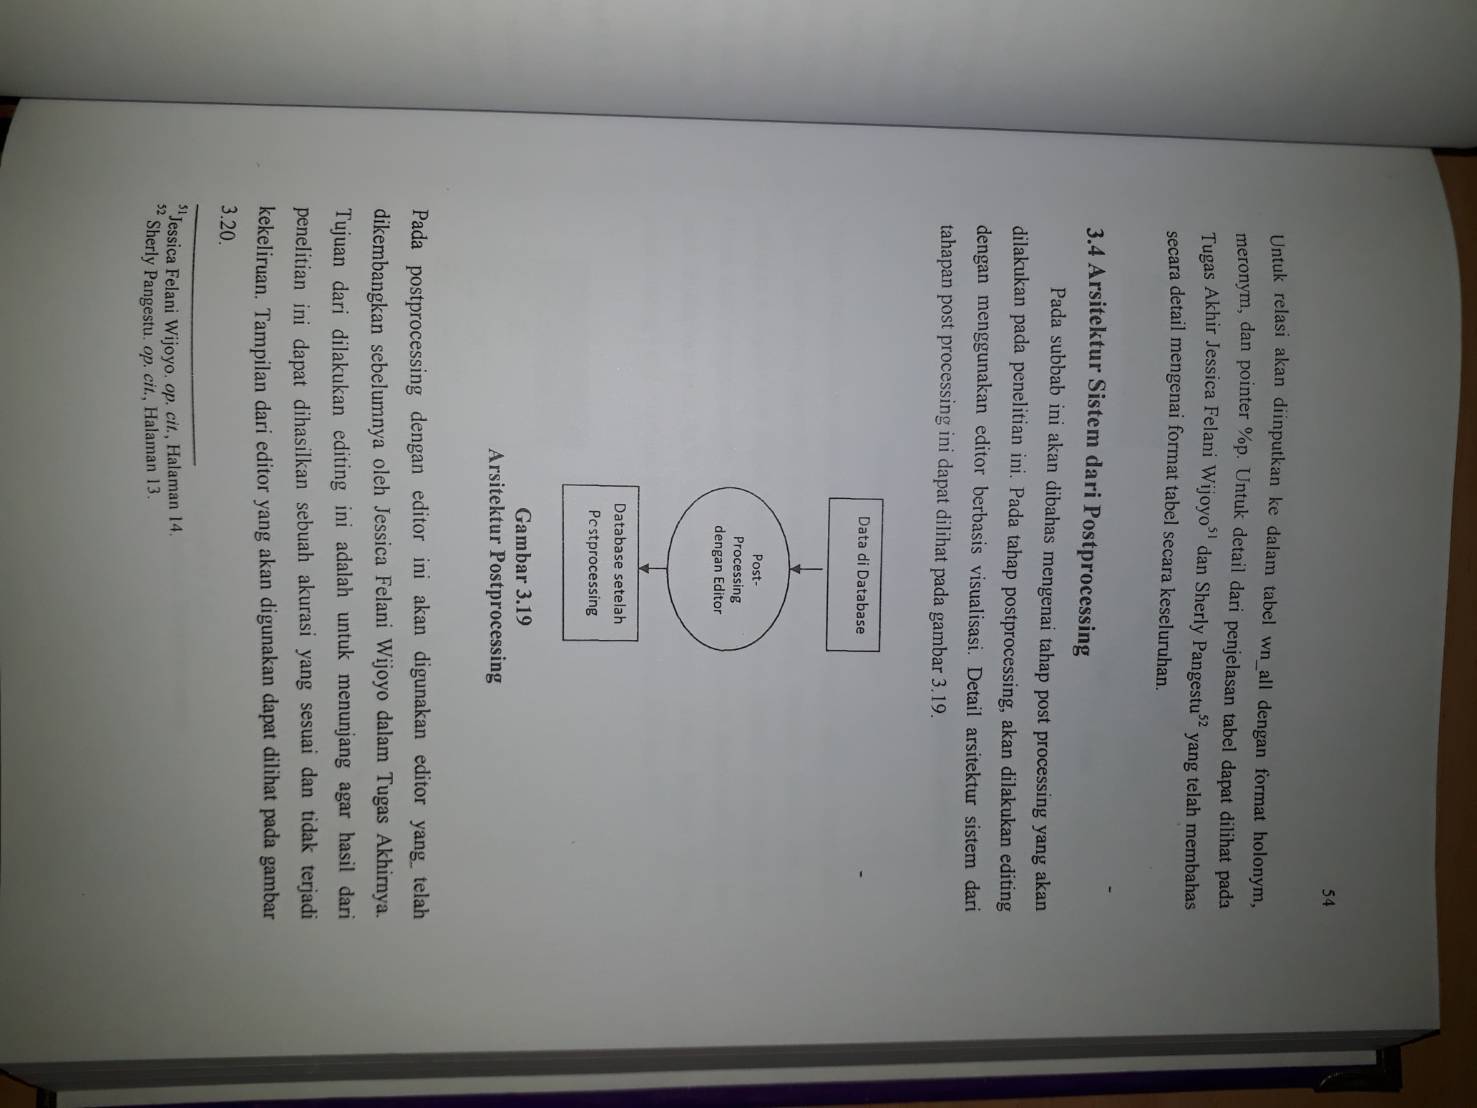 54
Untuk relasi akan diinputkan ke dalam tabel wn_all dengan format holonym,
meronym, dan pointer %p. Untuk detail dari penjelasan tabel dapat dilihat pada
Tugas Akhir Jessica Felani Wijoyo⁵¹ dan Sherly Pangestu⁵² yang telah membahas
secara detail mengenai format tabel secara keseluruhan.
3.4 Arsitektur Sistem dari Postprocessing
Pada subbab ini akan dibahas mengenai tahap post processing yang akan
dilakukan pada penelitian ini. Pada tahap postprocessing, akan dilakukan editing
dengan menggunakan editor berbasis visualisasi. Detail arsitektur sistem dari
tahapan post processing ini dapat dilihat pada gambar 3.19.
Data di Database
Post-
Processing
dengan Editor
Database setelah
Postprocessing
Gambar 3.19
Arsitektur Postprocessing
Pada postprocessing dengan editor ini akan digunakan editor yang telah
dikembangkan sebelumnya oleh Jessica Felani Wijoyo dalam Tugas Akhirnya.
Tujuan dari dilakukan editing ini adalah untuk menunjang agar hasil dari
penelitian ini dapat dihasilkan sebuah akurasi yang sesuai dan tidak terjadi
kekeliruan. Tampilan dari editor yang akan digunakan dapat dilihat pada gambar
3.20.
⁵¹Jessica Felani Wijoyo. op. cit., Halaman 14.
⁵² Sherly Pangestu. op. cit., Halaman 13.